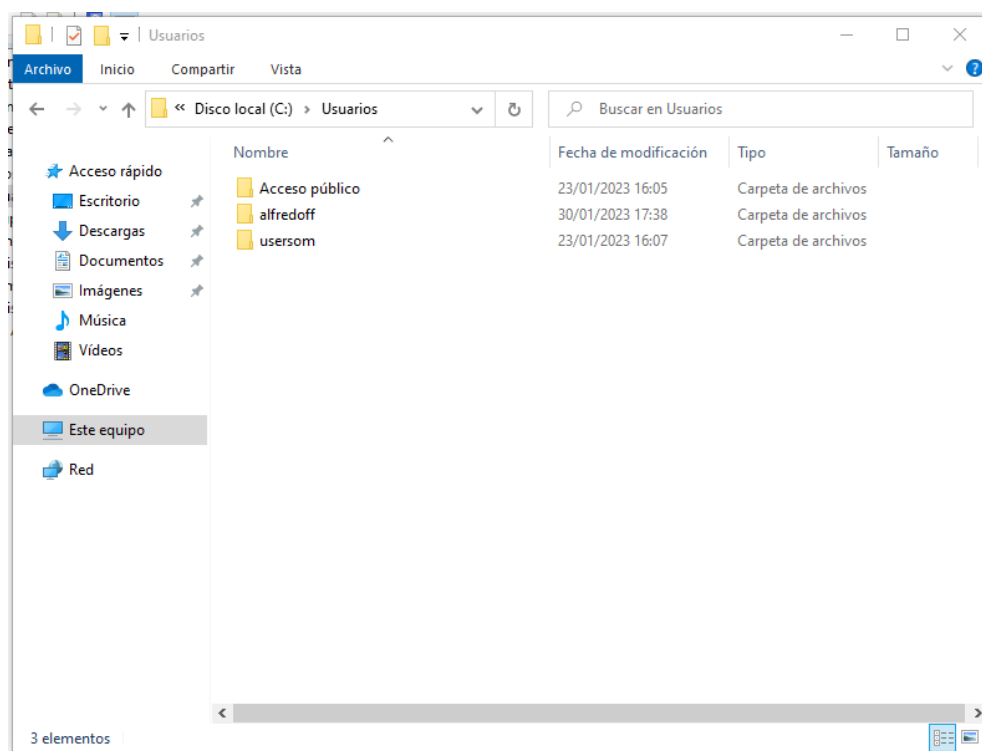 Usuarios
Archivo Inicio Compartir Vista
« Disco local (C:) › Usuarios Buscar en Usuarios
Nombre Fecha de modificación Tipo Tamaño
Acceso rápido
Escritorio
Descargas
Documentos
Imágenes
Música
Vídeos
OneDrive
Este equipo
Red
Acceso público 23/01/2023 16:05 Carpeta de archivos
alfredoff 30/01/2023 17:38 Carpeta de archivos
usersom 23/01/2023 16:07 Carpeta de archivos
3 elementos